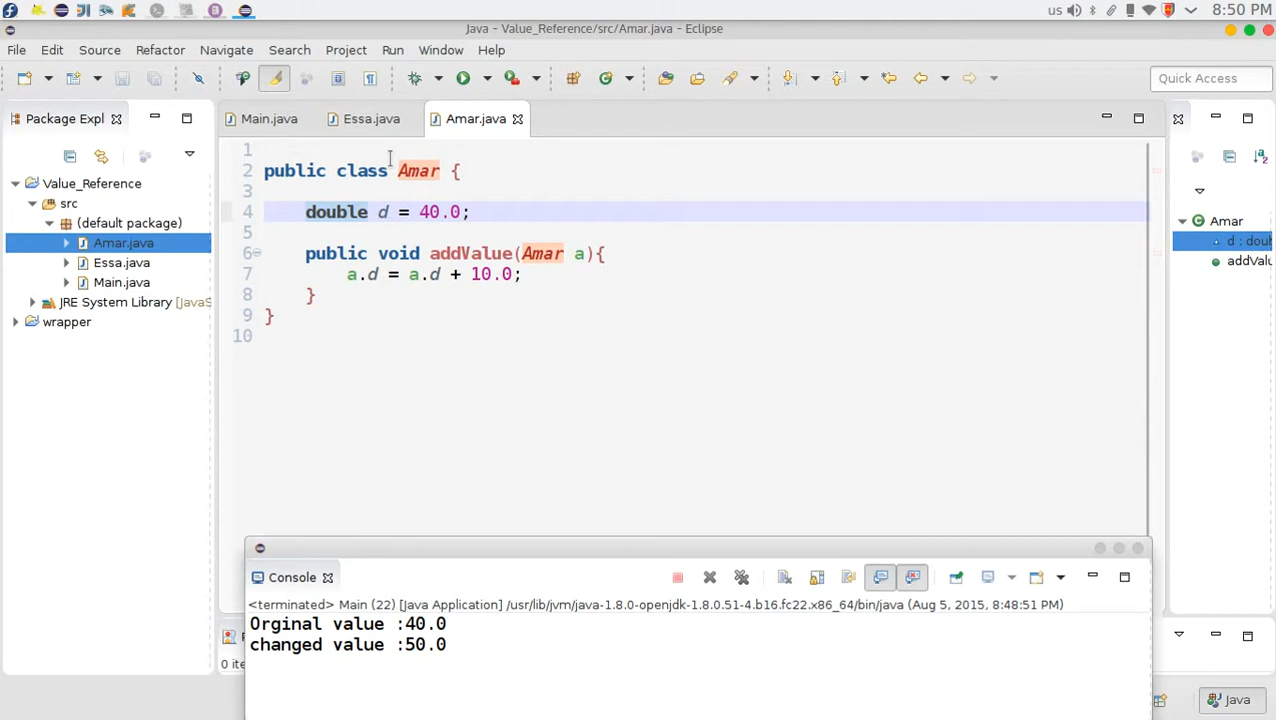 us 8:50 PM
Java - Value_Reference/src/Amar.java - Eclipse
File Edit Source Refactor Navigate Search Project Run Window Help
Quick Access
Package Expl
Main.java Essa.java Amar.java
Value_Reference
src
(default package)
Amar.java
Essa.java
Main.java
JRE System Library [JavaS
wrapper
1
2 public class Amar {
3
4 double d = 40.0;
5
6 public void addValue(Amar a){
7 a.d = a.d + 10.0;
8 }
9 }
10
Amar
d : doub
addValu
Console
<terminated> Main (22) [Java Application] /usr/lib/jvm/java-1.8.0-openjdk-1.8.0.51-4.b16.fc22.x86_64/bin/java (Aug 5, 2015, 8:48:51 PM)
Orginal value :40.0
changed value :50.0
0 ite
Java